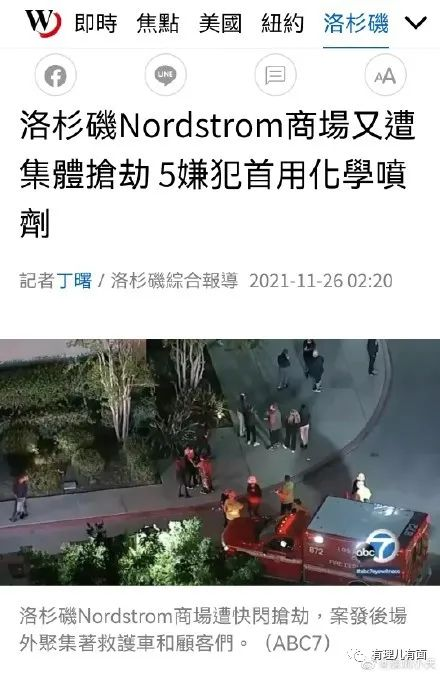 W 即時 焦點 美國 紐約 洛杉磯
LINE
AA
洛杉磯Nordstrom商場又遭
集體搶劫 5嫌犯首用化學噴
劑
記者丁曙 / 洛杉磯綜合報導 2021-11-26 02:20
872
872
abc7
洛杉磯Nordstrom商場遭快閃搶劫，案發後場
外聚集著救護車和顧客們。（ABC7）
有理儿有面